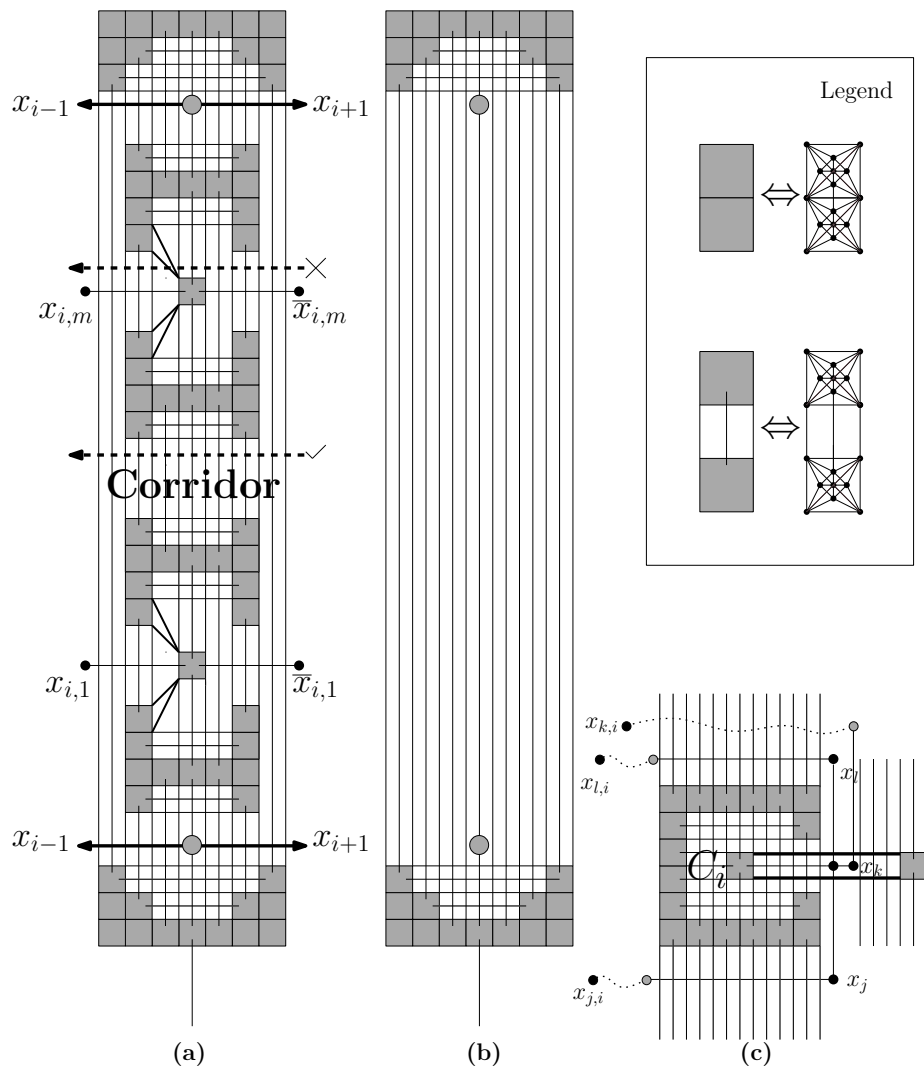 Legend
x_{i−1} x_{i+1}
x_{i,m} x̅_{i,m}
Corridor
x_{i,1} x̅_{i,1}
x_{k,i}
x_l
x_{l,i}
x_{i−1} x_{i+1}
C_i x_k
x_{j,i} x_j
(a) (b) (c)